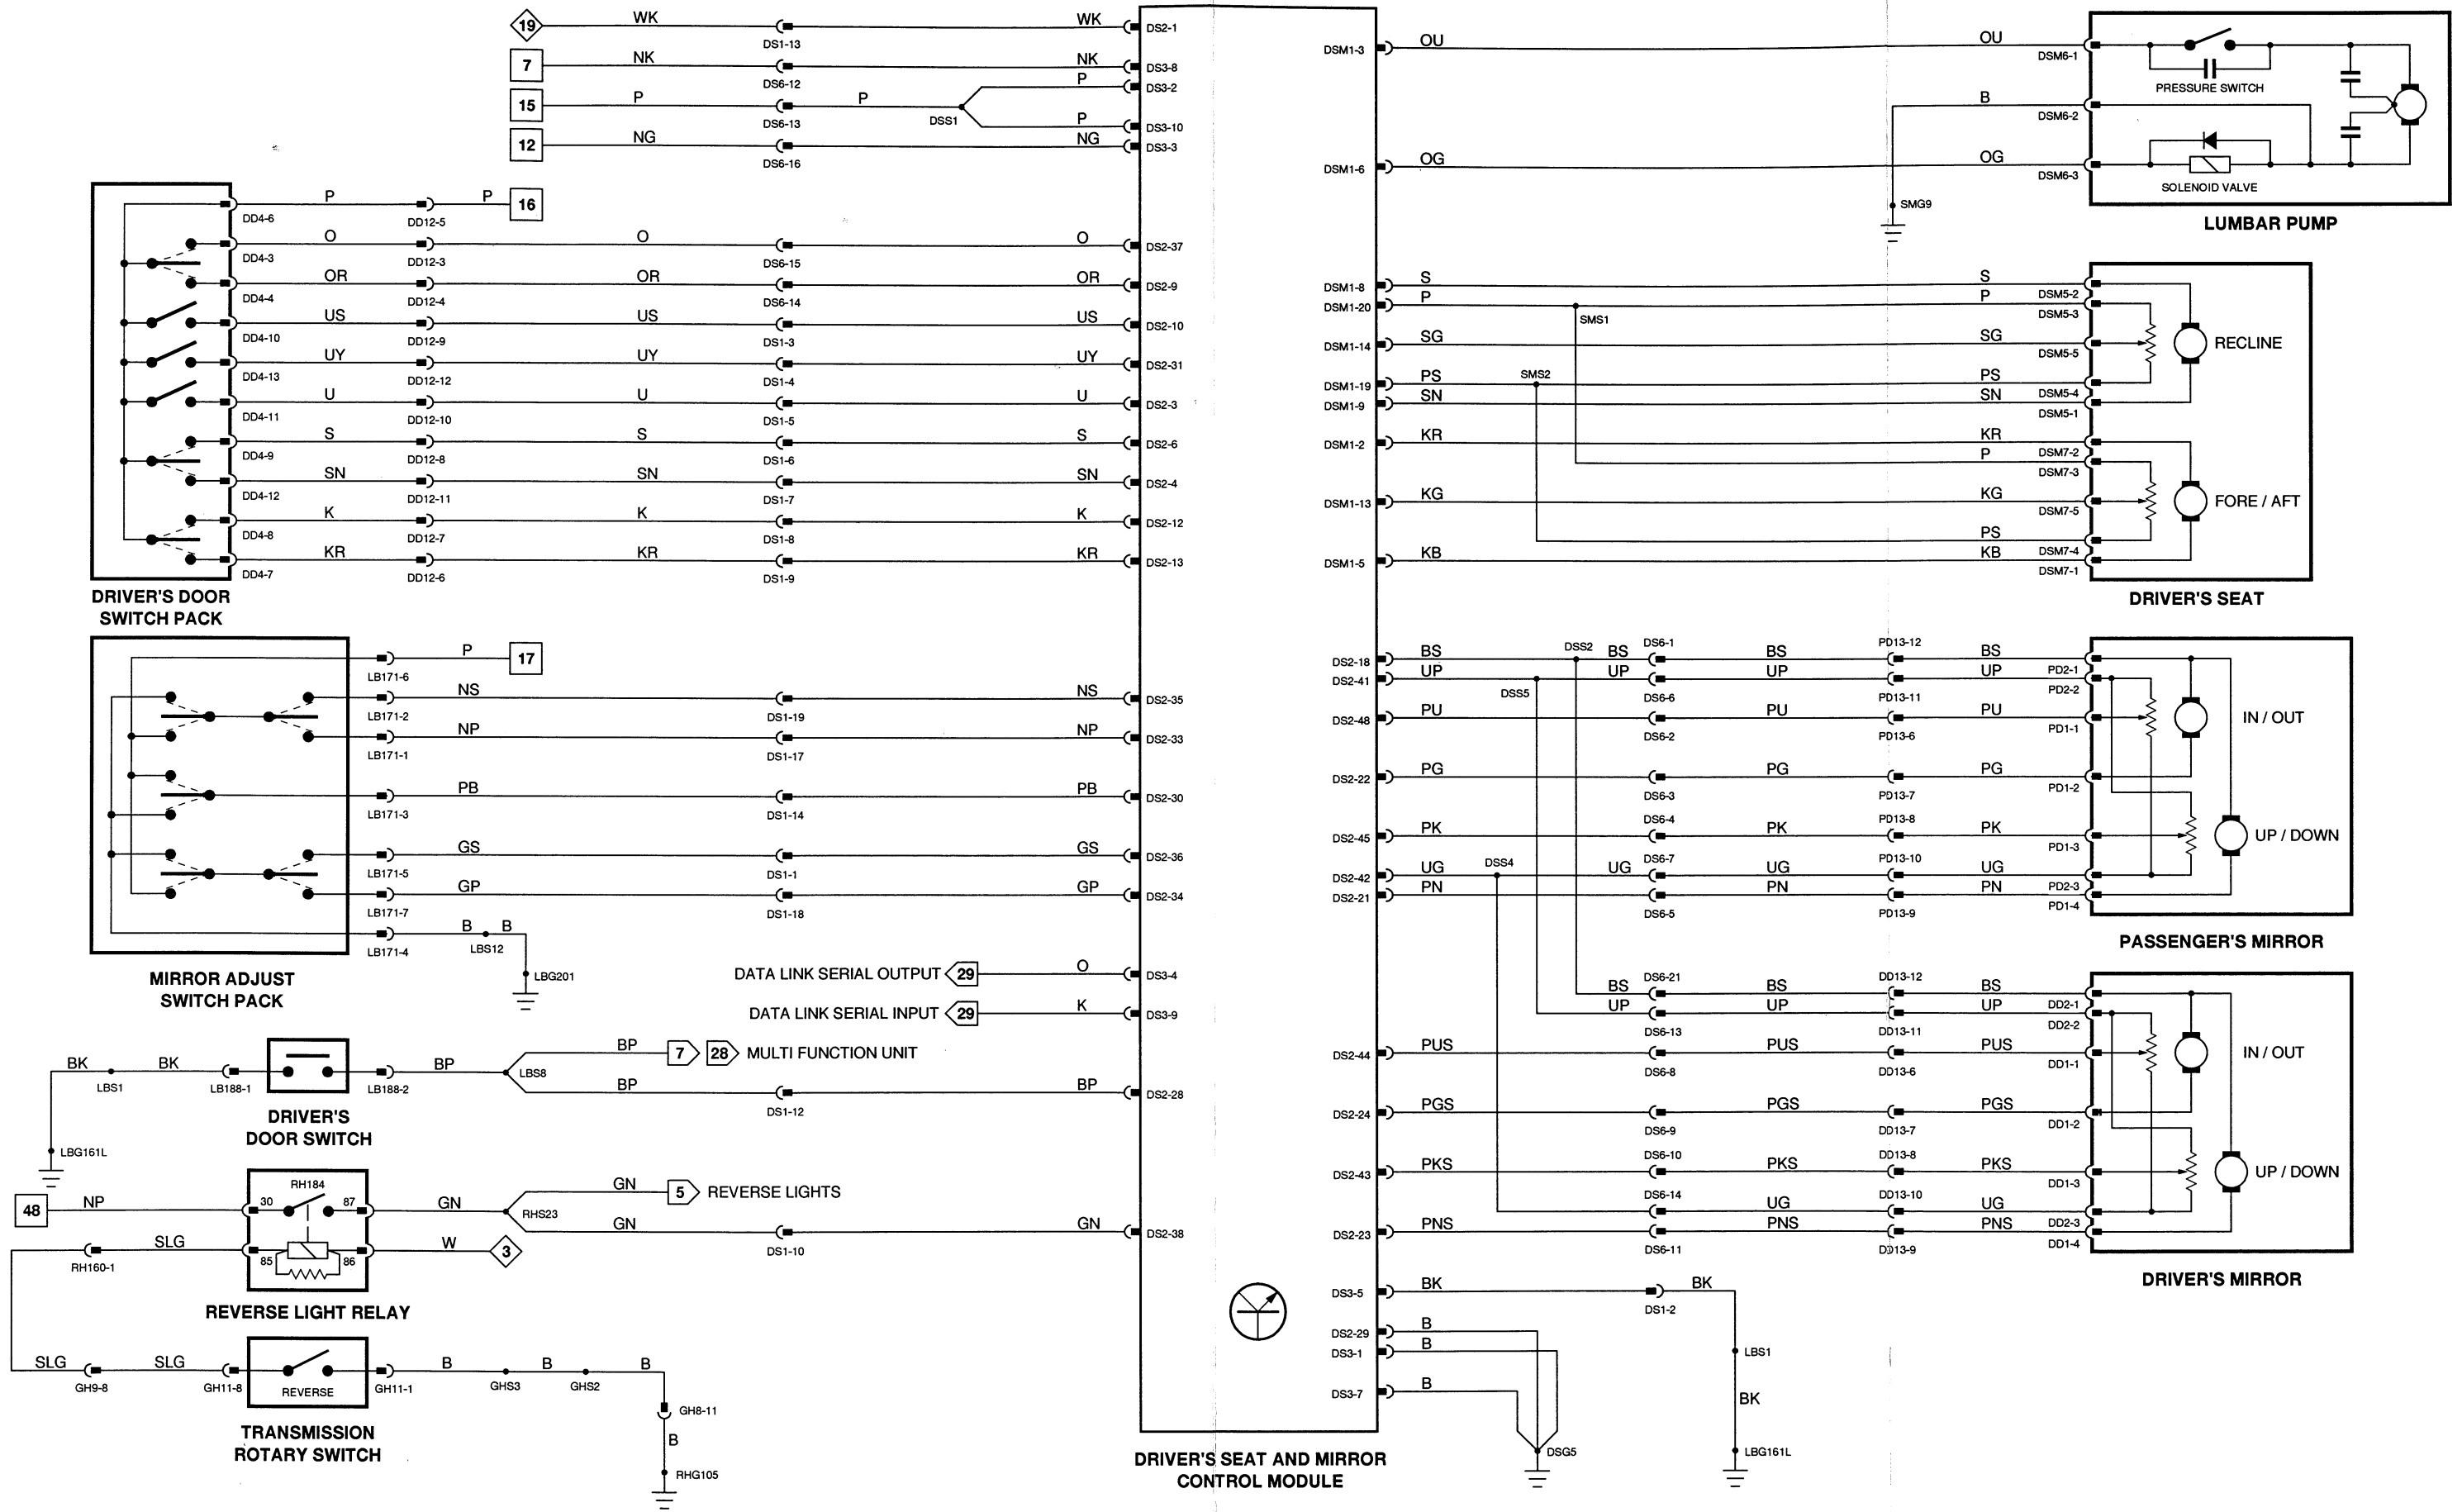 19 WK DS1-13 WK DS2-1
7 NK DS6-12 NK DS3-8
15 P DS6-13 P DSS1 P DS3-2
P DS3-10
12 NG DS6-16 NG DS3-3
DD4-6 P DD12-5 P 16
DD4-3 O DD12-3 O DS6-15 O DS2-37
DD4-4 OR DD12-4 OR DS6-14 OR DS2-9
DD4-10 US DD12-9 US DS1-3 US DS2-10
DD4-13 UY DD12-12 UY DS1-4 UY DS2-31
DD4-11 U DD12-10 U DS1-5 U DS2-3
DD4-9 S DD12-8 S DS1-6 S DS2-6
DD4-12 SN DD12-11 SN DS1-7 SN DS2-4
DD4-8 K DD12-7 K DS1-8 K DS2-12
DD4-7 KR DD12-6 KR DS1-9 KR DS2-13
DRIVER'S DOOR
SWITCH PACK
LB171-6 P 17
LB171-2 NS DS1-19 NS DS2-35
LB171-1 NP DS1-17 NP DS2-33
LB171-3 PB DS1-14 PB DS2-30
LB171-5 GS DS1-1 GS DS2-36
LB171-7 GP DS1-18 GP DS2-34
LB171-4 B LBS12 B LBG201
MIRROR ADJUST
SWITCH PACK
DATA LINK SERIAL OUTPUT 29 O DS3-4
DATA LINK SERIAL INPUT 29 K DS3-9
BK LBS1 BK LB188-1 LB188-2 BP LBS8
BP 7 28 MULTI FUNCTION UNIT
BP DS1-12 BP DS2-28
LBG161L
DRIVER'S
DOOR SWITCH
48 NP 30 RH184 87 GN RHS23
GN 5 REVERSE LIGHTS
GN DS1-10 GN DS2-38
RH160-1 SLG 85 86 W 3
REVERSE LIGHT RELAY
SLG GH9-8 SLG GH11-8 REVERSE GH11-1 B GHS3 B GHS2 B
GH8-11
B
RHG105
TRANSMISSION
ROTARY SWITCH
DRIVER'S SEAT AND MIRROR
CONTROL MODULE
DSM1-3 OU OU DSM6-1
PRESSURE SWITCH
B DSM6-2
DSM1-6 OG OG DSM6-3
SOLENOID VALVE
SMG9
LUMBAR PUMP
DSM1-8 S S DSM5-2
DSM1-20 P SMS1 P DSM5-3
DSM1-14 SG SG DSM5-5
RECLINE
DSM1-19 PS SMS2 PS DSM5-4
DSM1-9 SN SN DSM5-1
DSM1-2 KR KR DSM7-2
P DSM7-3
DSM1-13 KG KG DSM7-5
FORE / AFT
PS DSM7-4
DSM1-5 KB KB DSM7-1
DRIVER'S SEAT
DS2-18 BS DSS2 BS DS6-1 BS PD13-12 BS PD2-1
DS2-41 UP DSS5 UP DS6-6 UP PD13-11 UP PD2-2
DS2-48 PU DS6-2 PU PD13-6 PU PD1-1
IN / OUT
DS2-22 PG DS6-3 PG PD13-7 PG PD1-2
DS2-45 PK DS6-4 PK PD13-8 PK PD1-3
UP / DOWN
DS2-42 UG DSS4 UG DS6-7 UG PD13-10 UG PD2-3
DS2-21 PN DS6-5 PN PD13-9 PN PD1-4
PASSENGER'S MIRROR
BS DS6-21 BS DD13-12 BS DD2-1
UP DS6-13 UP DD13-11 UP DD2-2
DS2-44 PUS DS6-8 PUS DD13-6 PUS DD1-1
IN / OUT
DS2-24 PGS DS6-9 PGS DD13-7 PGS DD1-2
DS2-43 PKS DS6-10 PKS DD13-8 PKS DD1-3
UP / DOWN
DS6-14 UG DD13-10 UG DD2-3
DS2-23 PNS DS6-11 PNS DD13-9 PNS DD1-4
DRIVER'S MIRROR
DS3-5 BK DS1-2 BK
DS2-29 B
DS3-1 B
LBS1
DS3-7 B
BK
DSG5
LBG161L